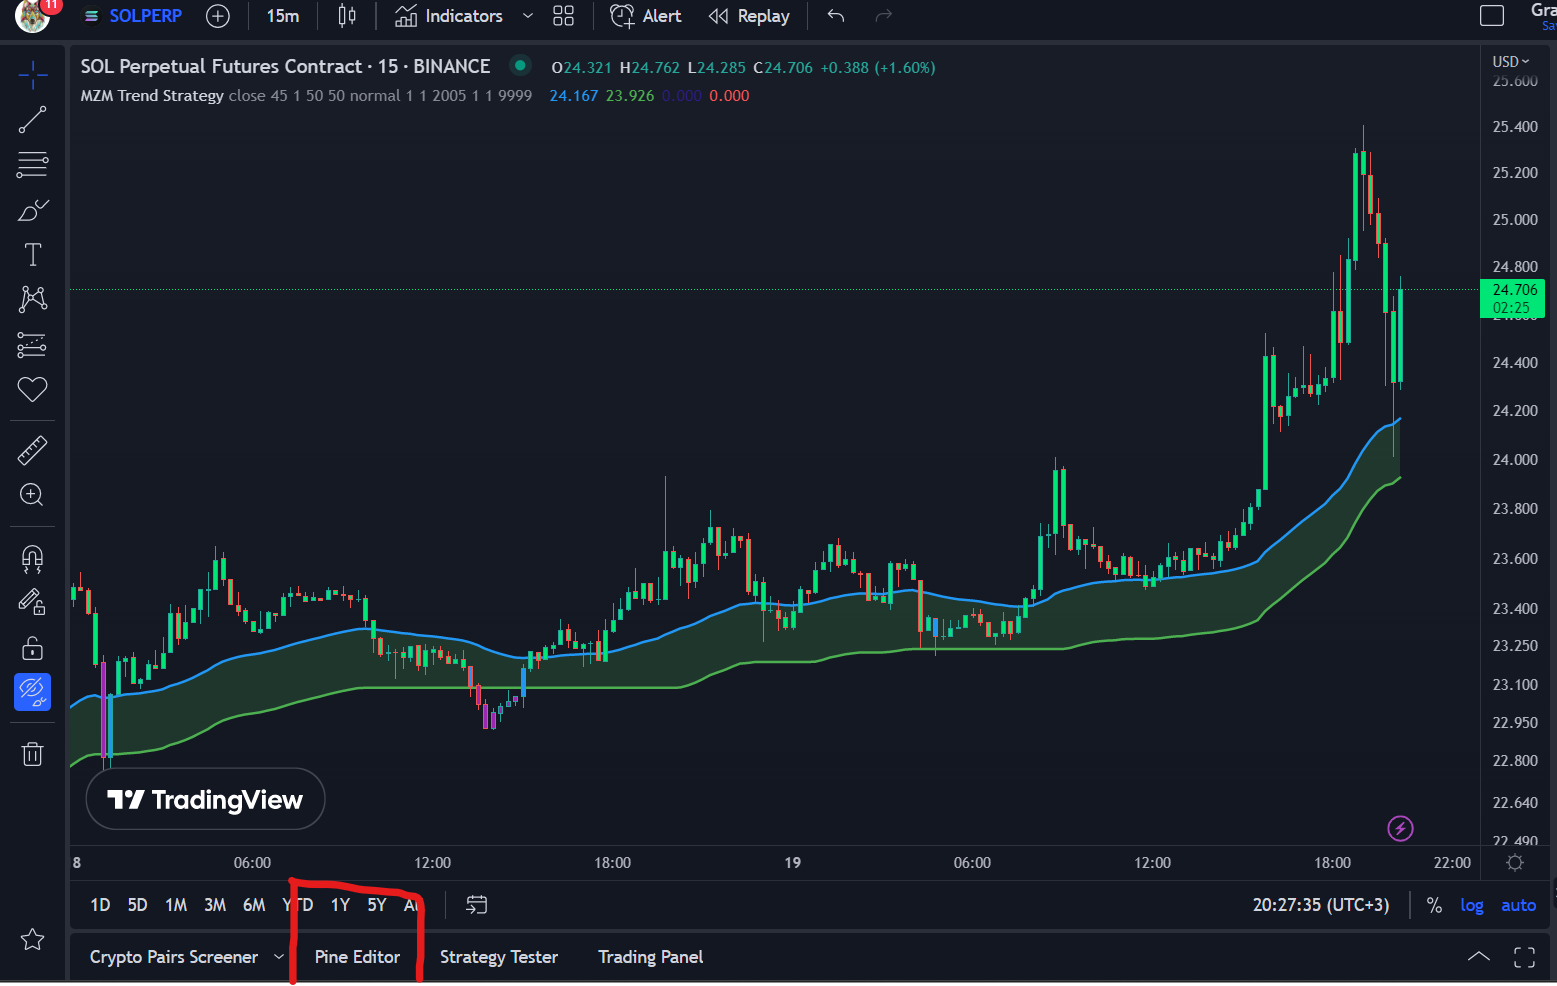 11 SOLPERP 15m Indicators Alert Replay
SOL Perpetual Futures Contract · 15 · BINANCE O24.321 H24.762 L24.285 C24.706 +0.388 (+1.60%)
MZM Trend Strategy close 45 1 50 50 normal 1 1 2005 1 1 9999 24.167 23.926 0.000 0.000
USD
25.600
25.400
25.200
25.000
24.800
24.706
02:25
24.400
24.200
24.000
23.800
23.600
23.400
23.250
23.100
22.950
22.800
22.640
22.490
TradingView
8 06:00 12:00 18:00 19 06:00 12:00 18:00 22:00
1D 5D 1M 3M 6M YTD 1Y 5Y 20:27:35 (UTC+3) % log auto
Crypto Pairs Screener Pine Editor Strategy Tester Trading Panel